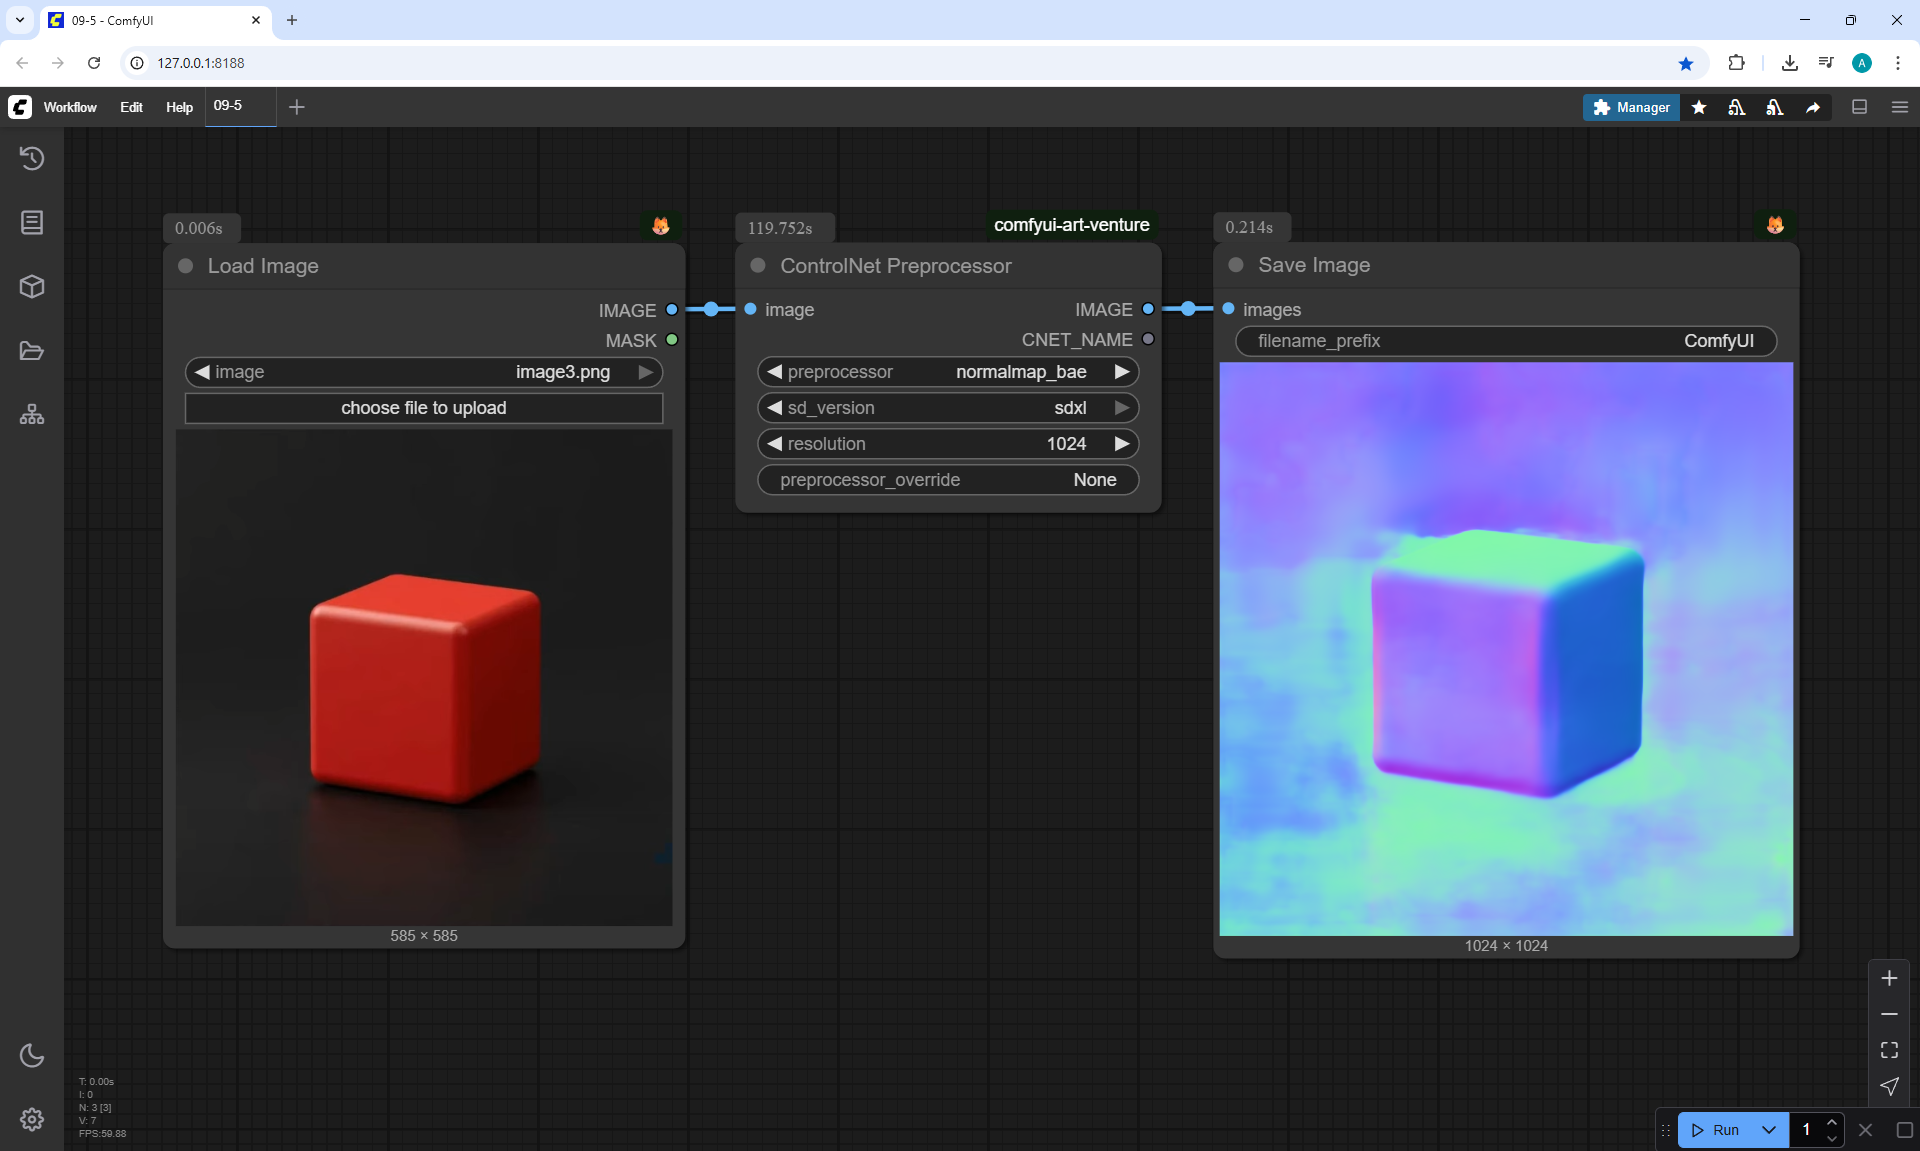 09-5 - ComfyUI
127.0.0.1:8188
Workflow Edit Help 09-5 Manager
0.006s
Load Image
IMAGE
MASK
image image3.png
choose file to upload
585 × 585
119.752s comfyui-art-venture
ControlNet Preprocessor
image IMAGE
CNET_NAME
preprocessor normalmap_bae
sd_version sdxl
resolution 1024
preprocessor_override None
0.214s
Save Image
images
filename_prefix ComfyUI
1024 × 1024
T: 0.00s
I: 0
N: 3 [3]
V: 7
FPS:59.88
Run 1
A